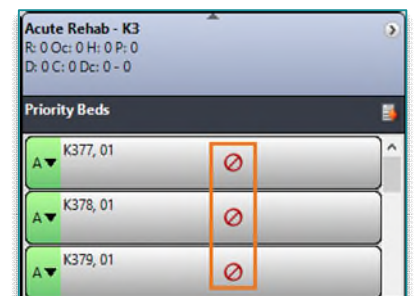 Acute Rehab - K3
R: 0 Oc: 0 H: 0 P: 0
D: 0 C: 0 Dc: 0 - 0
Priority Beds
A K377, 01
A K378, 01
A K379, 01